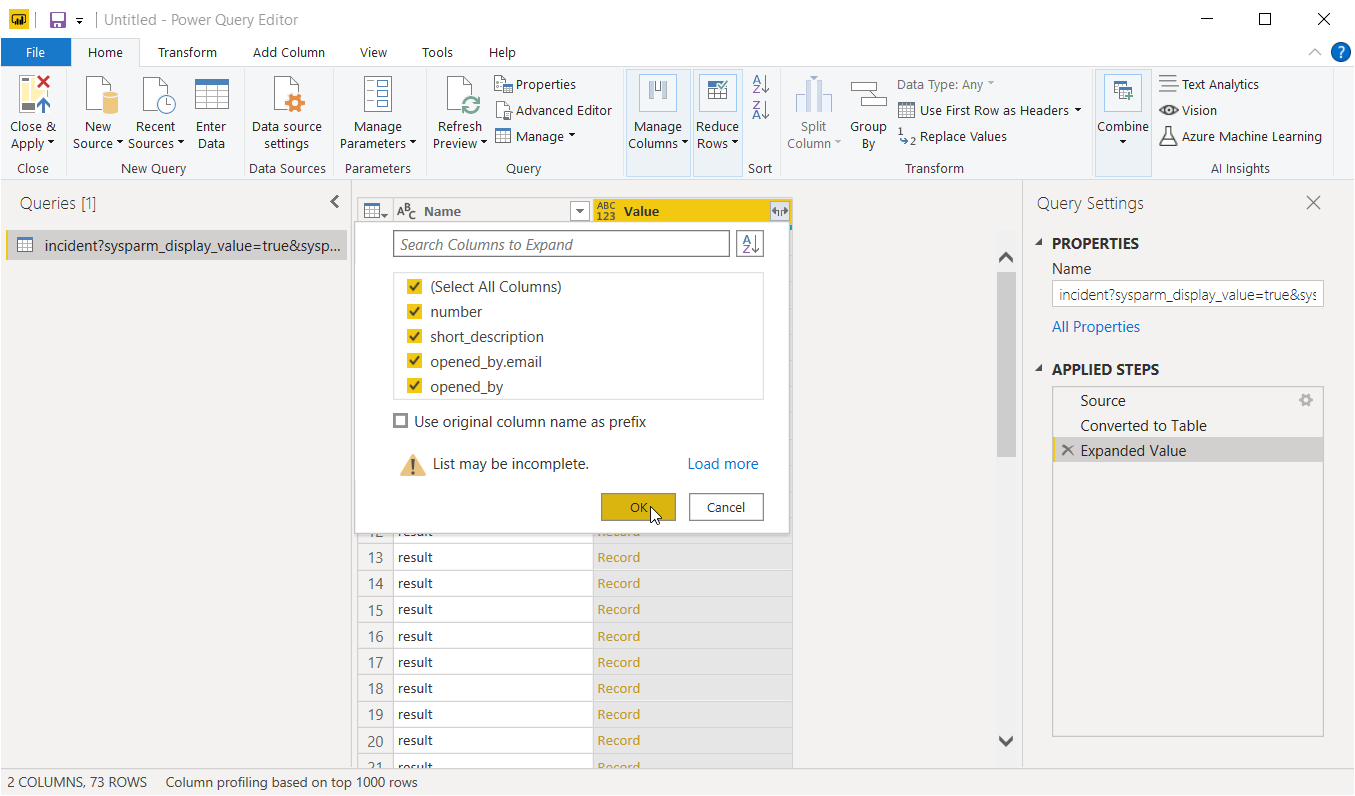 Untitled - Power Query Editor
File Home Transform Add Column View Tools Help
Close & Apply
Close
New Source
Recent Sources
Enter Data
New Query
Data source settings
Data Sources
Manage Parameters
Parameters
Refresh Preview
Properties
Advanced Editor
Manage
Query
Manage Columns
Reduce Rows
Sort
Split Column
Group By
Data Type: Any
Use First Row as Headers
Replace Values
Transform
Combine
Text Analytics
Vision
Azure Machine Learning
AI Insights
Queries [1]
incident?sysparm_display_value=true&sysp...
ABC Name
ABC 123 Value
Search Columns to Expand
(Select All Columns)
number
short_description
opened_by.email
opened_by
Use original column name as prefix
List may be incomplete. Load more
OK Cancel
12 result Record
13 result Record
14 result Record
15 result Record
16 result Record
17 result Record
18 result Record
19 result Record
20 result Record
21 result Record
Query Settings
PROPERTIES
Name
incident?sysparm_display_value=true&sys
All Properties
APPLIED STEPS
Source
Converted to Table
Expanded Value
2 COLUMNS, 73 ROWS Column profiling based on top 1000 rows